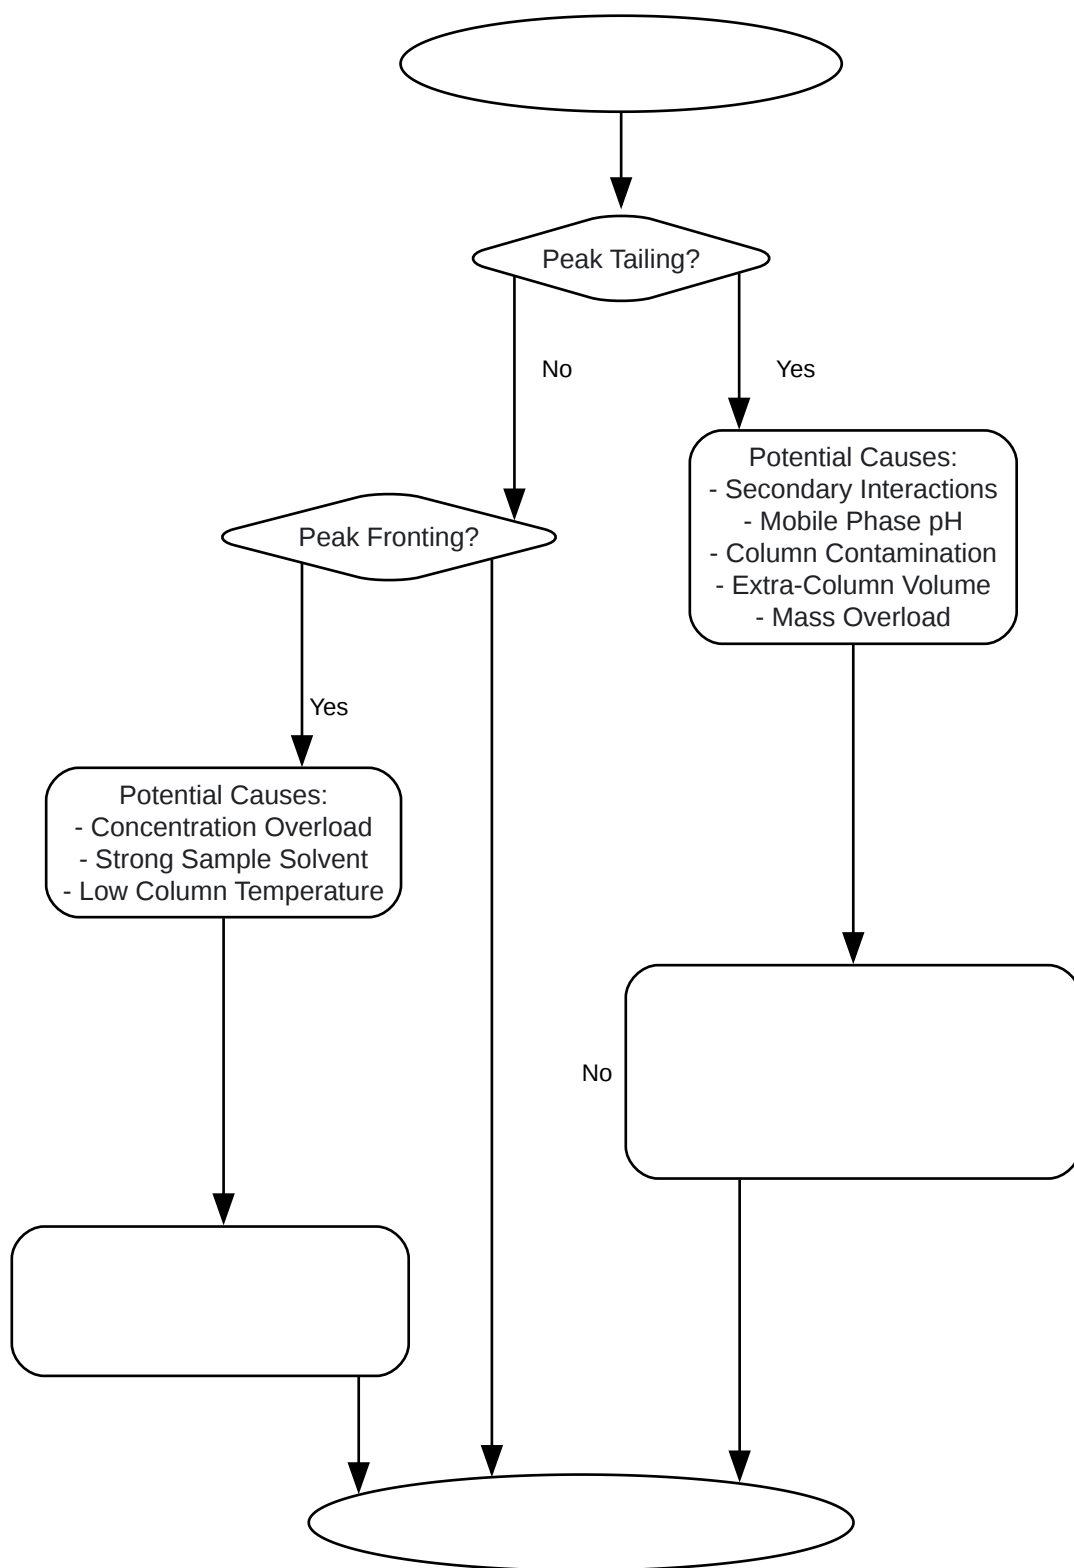 Peak Tailing?
No
Yes
Potential Causes:
- Secondary Interactions
- Mobile Phase pH
- Column Contamination
- Extra-Column Volume
- Mass Overload
Peak Fronting?
Yes
Potential Causes:
- Concentration Overload
- Strong Sample Solvent
- Low Column Temperature
No